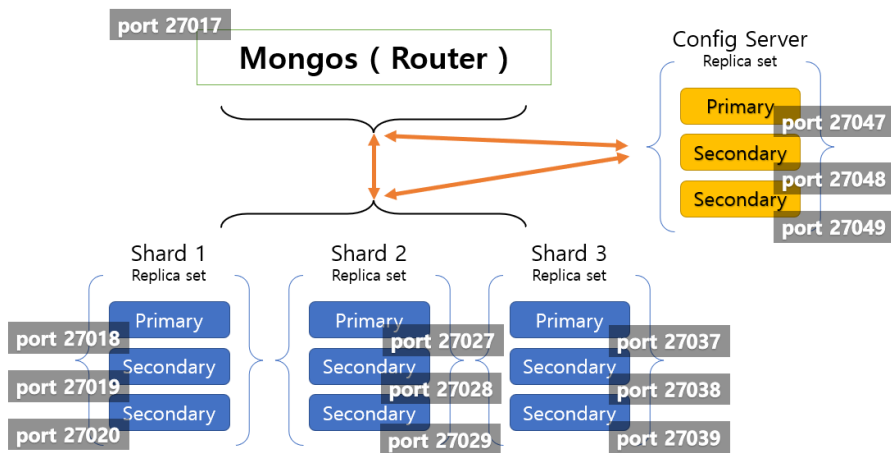 port 27017
Mongos ( Router )
Config Server
Replica set
Primary
port 27047
Secondary
port 27048
Secondary
port 27049
Shard 1
Replica set
Primary
port 27018
Secondary
port 27019
Secondary
port 27020
Shard 2
Replica set
Primary
port 27027
Secondary
port 27028
Secondary
port 27029
Shard 3
Replica set
Primary
port 27037
Secondary
port 27038
Secondary
port 27039